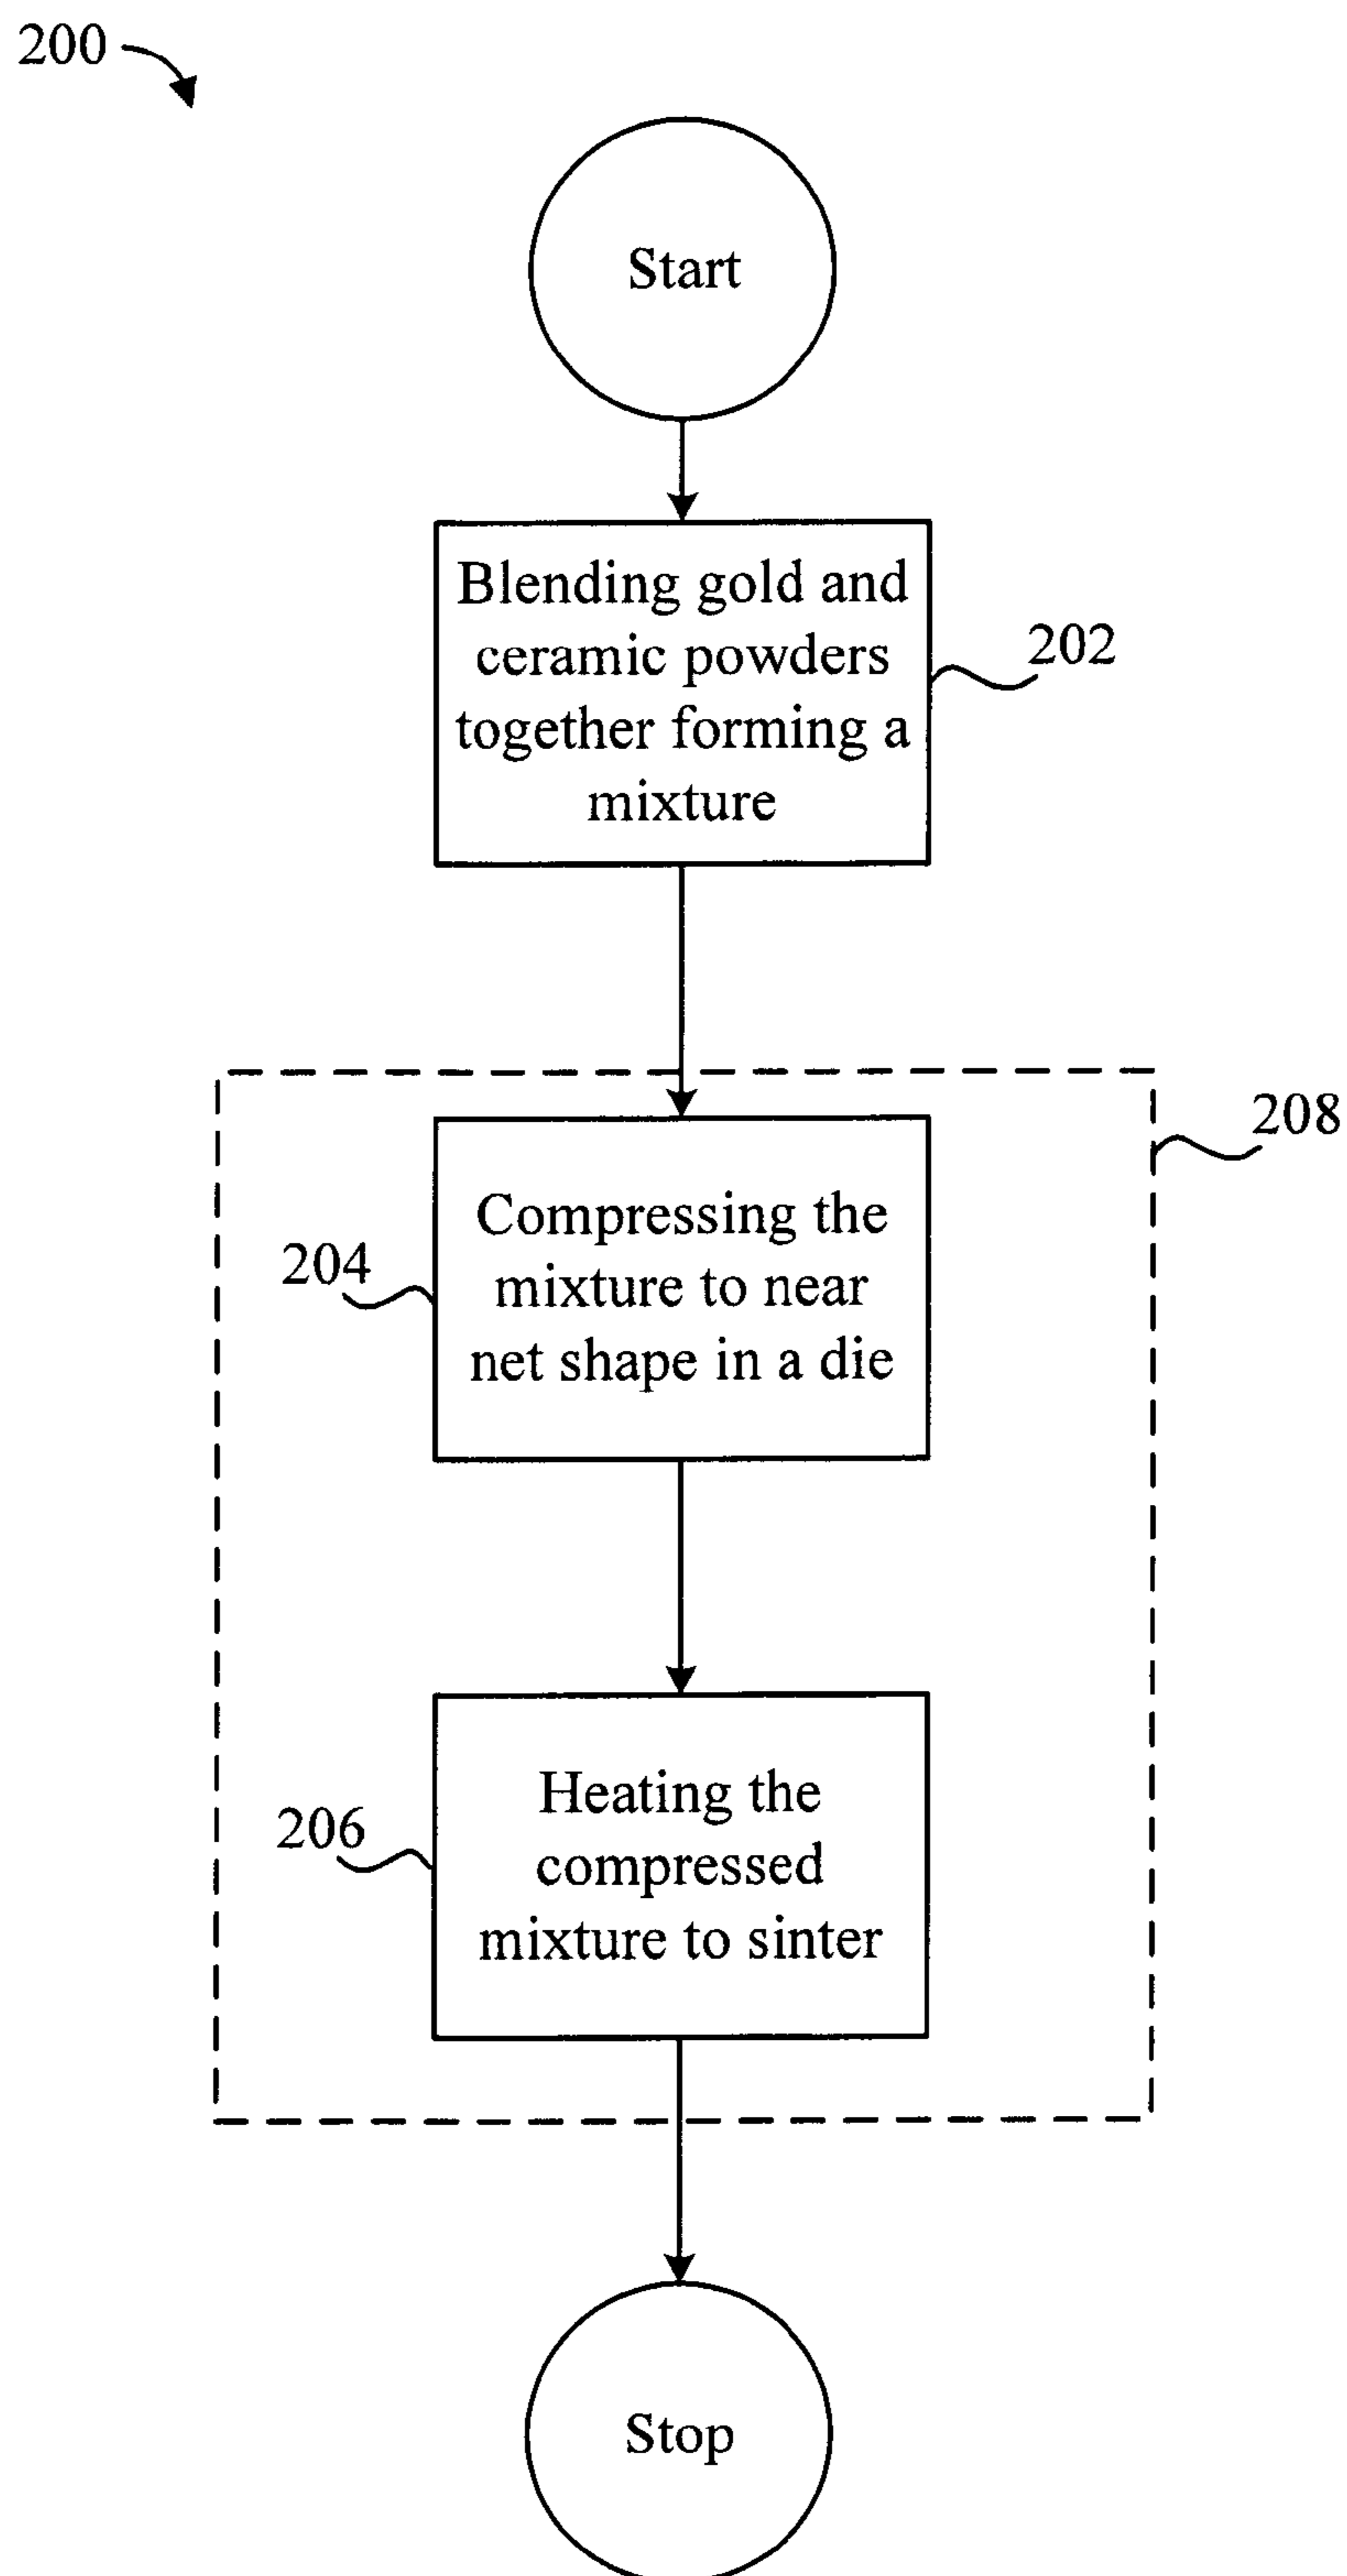 200
Start
Blending gold and
ceramic powders
together forming a
mixture
202
208
Compressing the
mixture to near
net shape in a die
204
Heating the
compressed
mixture to sinter
206
Stop